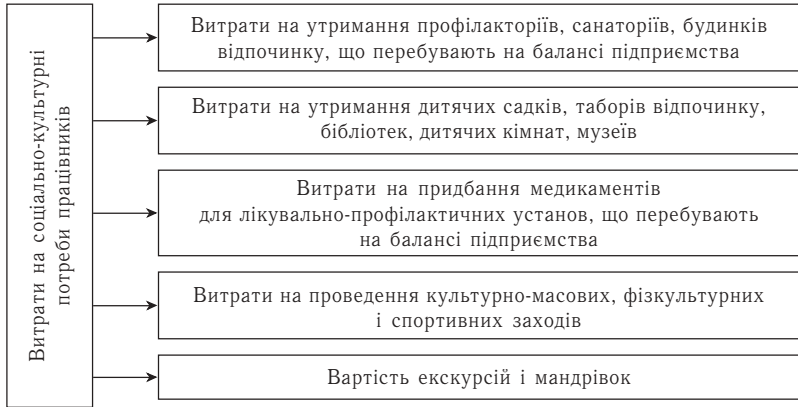 Витрати на соціально-культурні
потреби працівників
Витрати на утримання профілакторіїв, санаторіїв, будинків
відпочинку, що перебувають на балансі підприємства
Витрати на утримання дитячих садків, таборів відпочинку,
бібліотек, дитячих кімнат, музеїв
Витрати на придбання медикаментів
для лікувально-профілактичних установ, що перебувають
на балансі підприємства
Витрати на проведення культурно-масових, фізкультурних
і спортивних заходів
Вартість екскурсій і мандрівок